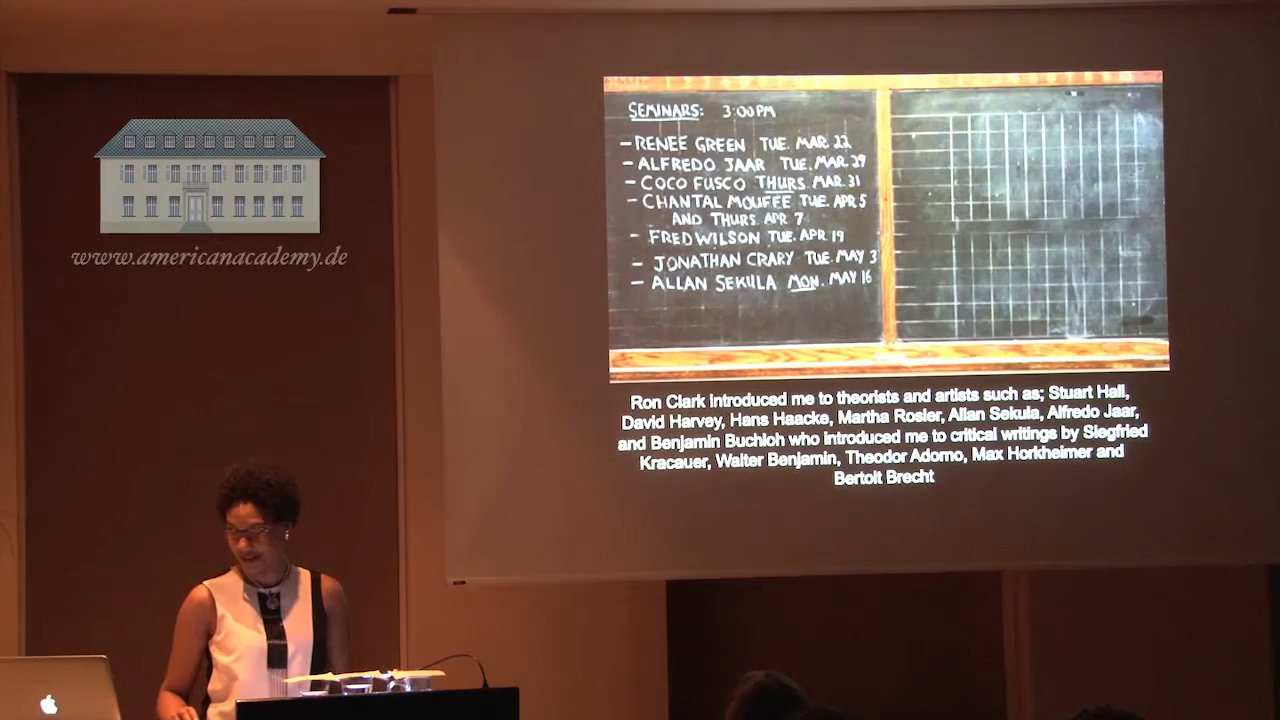 www.americanacademy.de
SEMINARS: 3:00PM
- RENEÉ GREEN TUE. MAR. 22
- ALFREDO JAAR TUE. MAR. 29
- COCO FUSCO THURS. MAR. 31
- CHANTAL MOUFFE TUE. APR 5
AND THURS. APR 7
- FRED WILSON TUE. APR 19
- JONATHAN CRARY TUE. MAY 3
- ALLAN SEKULA MON. MAY 16
Ron Clark introduced me to theorists and artists such as; Stuart Hall,
David Harvey, Hans Haacke, Martha Rosler, Allan Sekula, Alfredo Jaar,
and Benjamin Buchloh who introduced me to critical writings by Siegfried
Kracauer, Walter Benjamin, Theodor Adorno, Max Horkheimer and
Bertolt Brecht